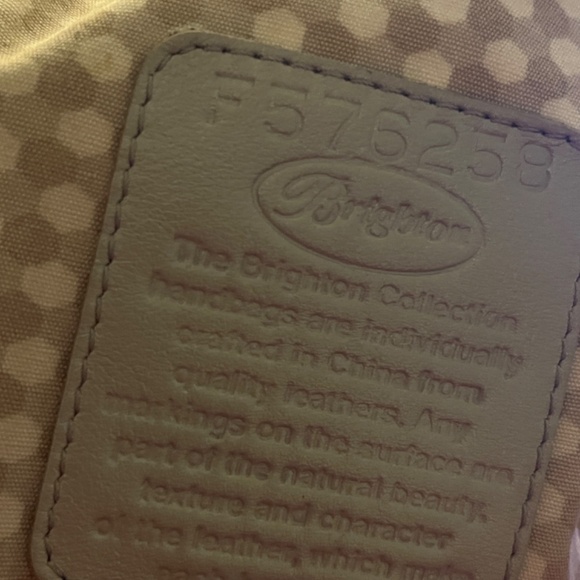 F576258
Brighton
The Brighton Collection
handbags are individually
crafted in China from
quality leathers. Any
markings on the surface are
part of the natural beauty,
texture and character
of the leather, which make